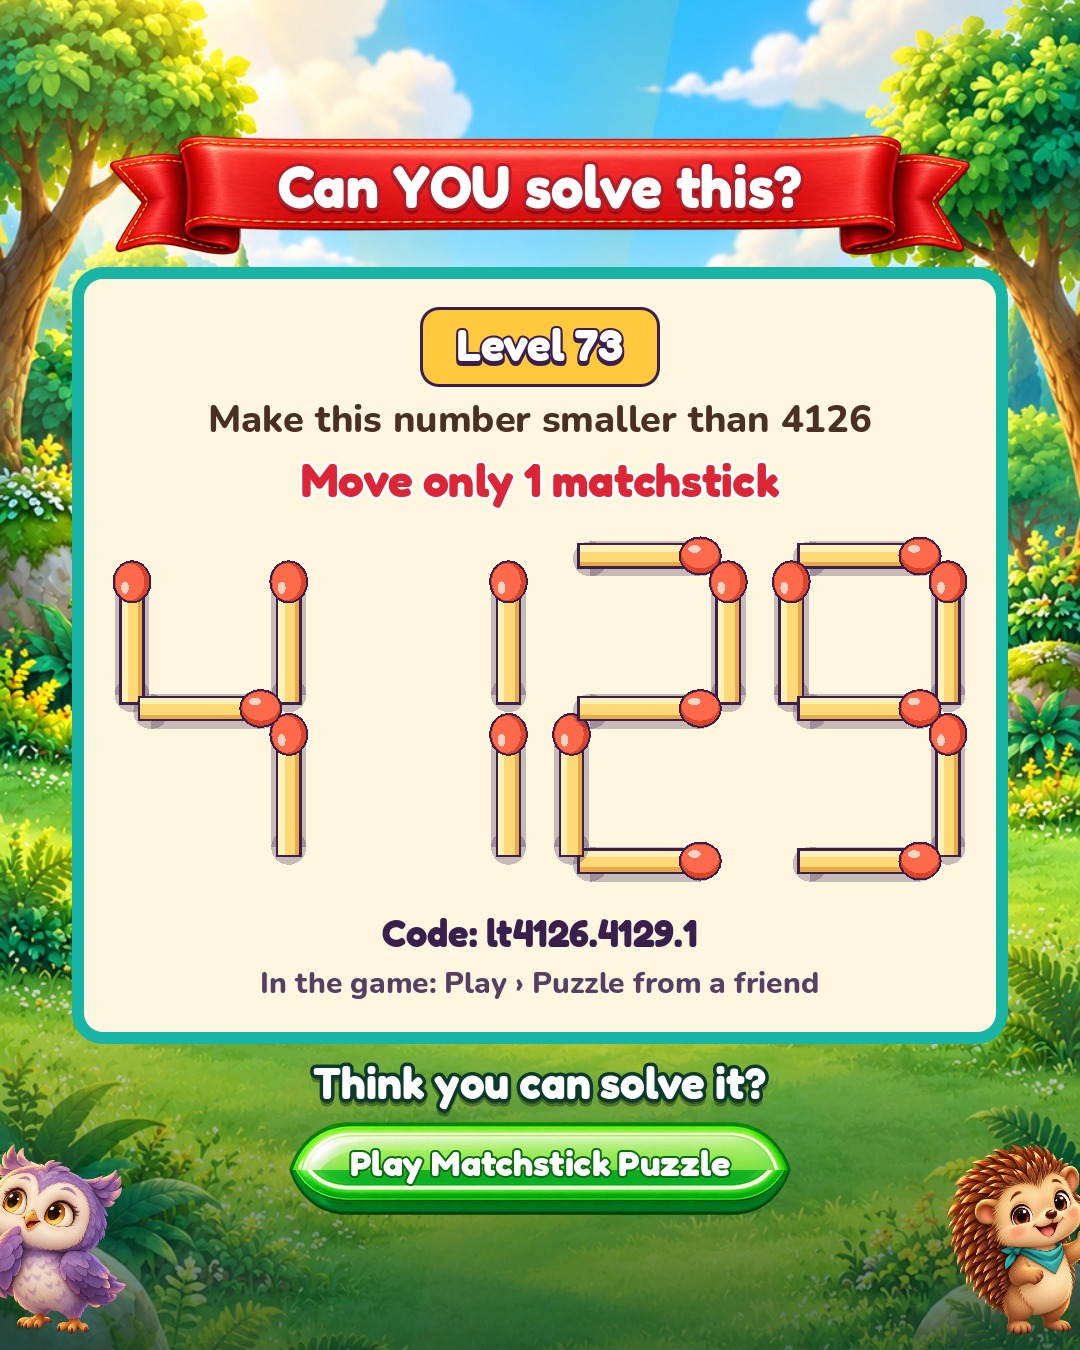 Can YOU solve this?
Level 73
Make this number smaller than 4126
Move only 1 matchstick
4129
Code: lt4126.4129.1
In the game: Play › Puzzle from a friend
Think you can solve it?
Play Matchstick Puzzle